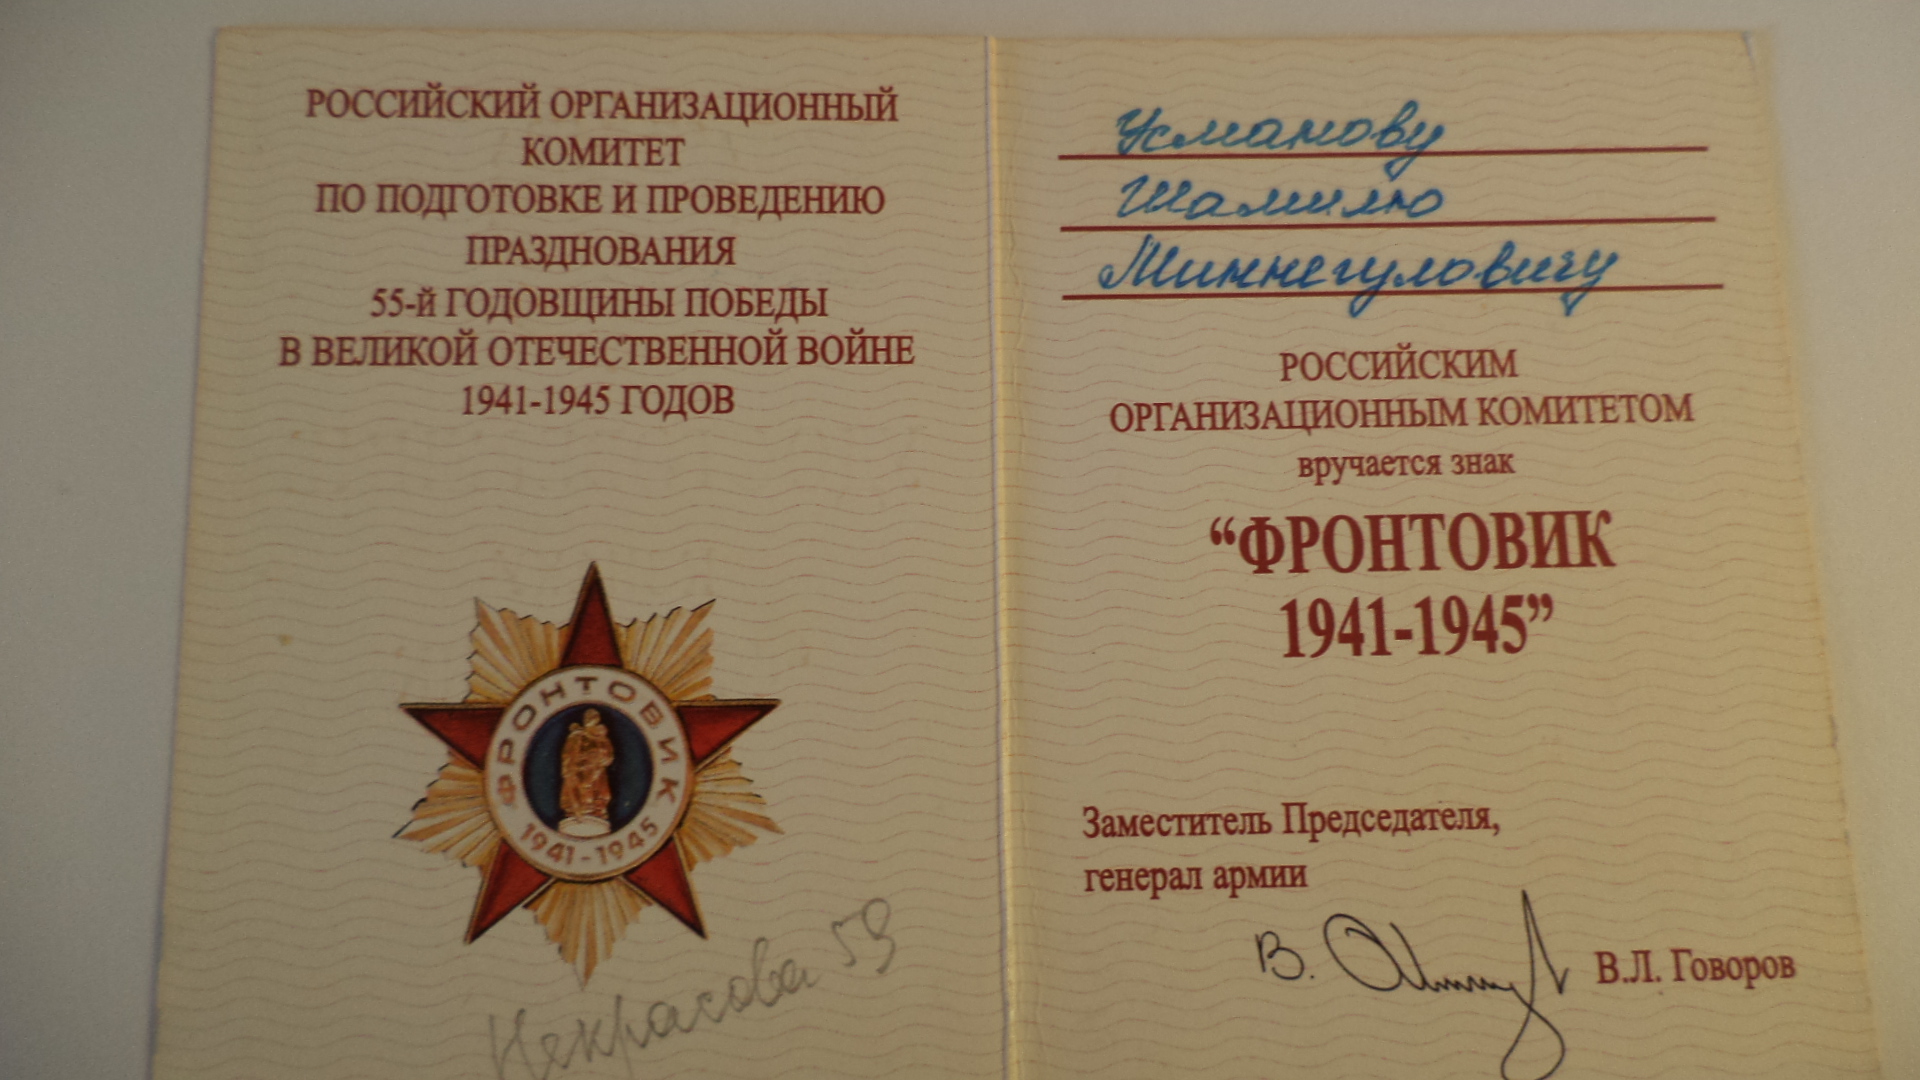 РОССИЙСКИЙ ОРГАНИЗАЦИОННЫЙ
КОМИТЕТ
ПО ПОДГОТОВКЕ И ПРОВЕДЕНИЮ
ПРАЗДНОВАНИЯ
55-й ГОДОВЩИНЫ ПОБЕДЫ
В ВЕЛИКОЙ ОТЕЧЕСТВЕННОЙ ВОЙНЕ
1941-1945 ГОДОВ
ФРОНТОВИК
1941-1945
Некрасова 59
Усманову
Шамилю
Миннегуловичу
РОССИЙСКИМ
ОРГАНИЗАЦИОННЫМ КОМИТЕТОМ
вручается знак
“ФРОНТОВИК
1941-1945”
Заместитель Председателя,
генерал армии
В.Л. Говоров